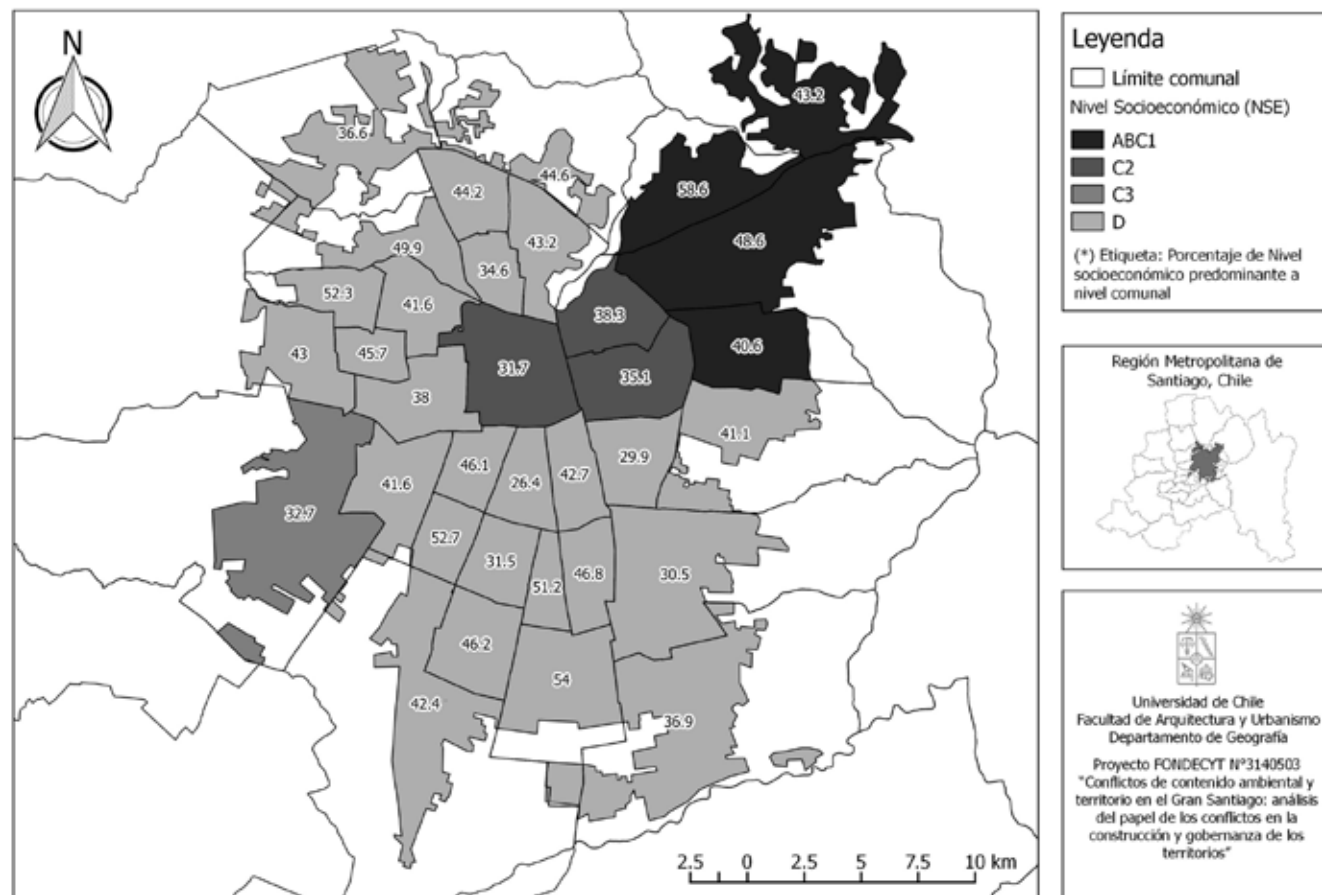 N
43.2
36.6
58.6
44.2
44.6
43.2
48.6
49.9
34.6
52.3
41.6
38.3
43
45.7
40.6
31.7
35.1
38
41.1
46.1
42.7
29.9
41.6
26.4
32.7
52.7
31.5
51.2
46.8
30.5
46.2
54
42.4
36.9
2.5 0 2.5 5 7.5 10 km
Leyenda
Límite comunal
Nivel Socioeconómico (NSE)
ABC1
C2
C3
D
(*) Etiqueta: Porcentaje de Nivel
socioeconómico predominante a
nivel comunal
Región Metropolitana de
Santiago, Chile
Universidad de Chile
Facultad de Arquitectura y Urbanismo
Departamento de Geografía
Proyecto FONDECYT N°3140503
"Conflictos de contenido ambiental y
territorio en el Gran Santiago: análisis
del papel de los conflictos en la
construcción y gobernanza de los
territorios"